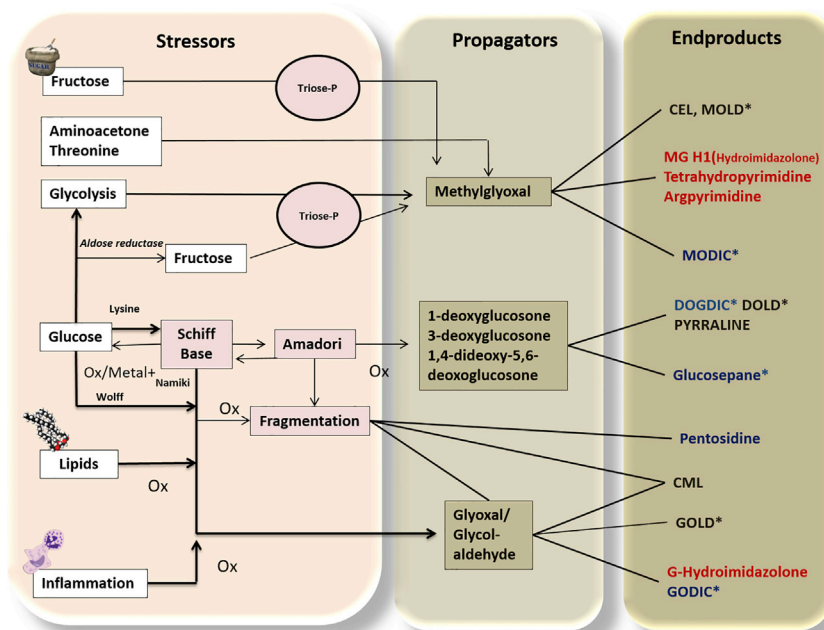 Stressors
Propagators
Endproducts
SUGAR
Fructose
Triose-P
CEL, MOLD*
Aminoacetone
Threonine
MG H1(Hydroimidazolone)
Tetrahydropyrimidine
Argpyrimidine
Glycolysis
Triose-P
Methylglyoxal
Aldose reductase
Fructose
MODIC*
DOGDIC* DOLD*
PYRRALINE
Lysine
1-deoxyglucosone
3-deoxyglucosone
1,4-dideoxy-5,6-
deoxoglucosone
Glucose
Schiff
Base
Amadori
Ox/Metal+
Namiki
Ox
Glucosepane*
Wolff
Ox
Fragmentation
Pentosidine
Lipids
Ox
CML
Glyoxal/
Glycol-
aldehyde
GOLD*
Inflammation
Ox
G-Hydroimidazolone
GODIC*